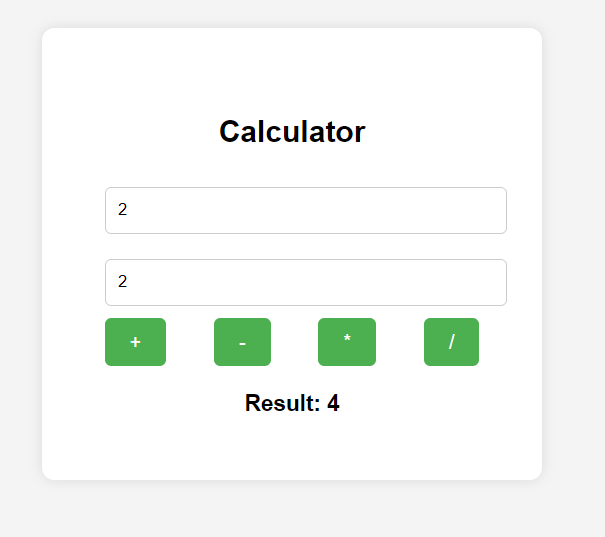 Calculator
2
2
+ - * /
Result: 4